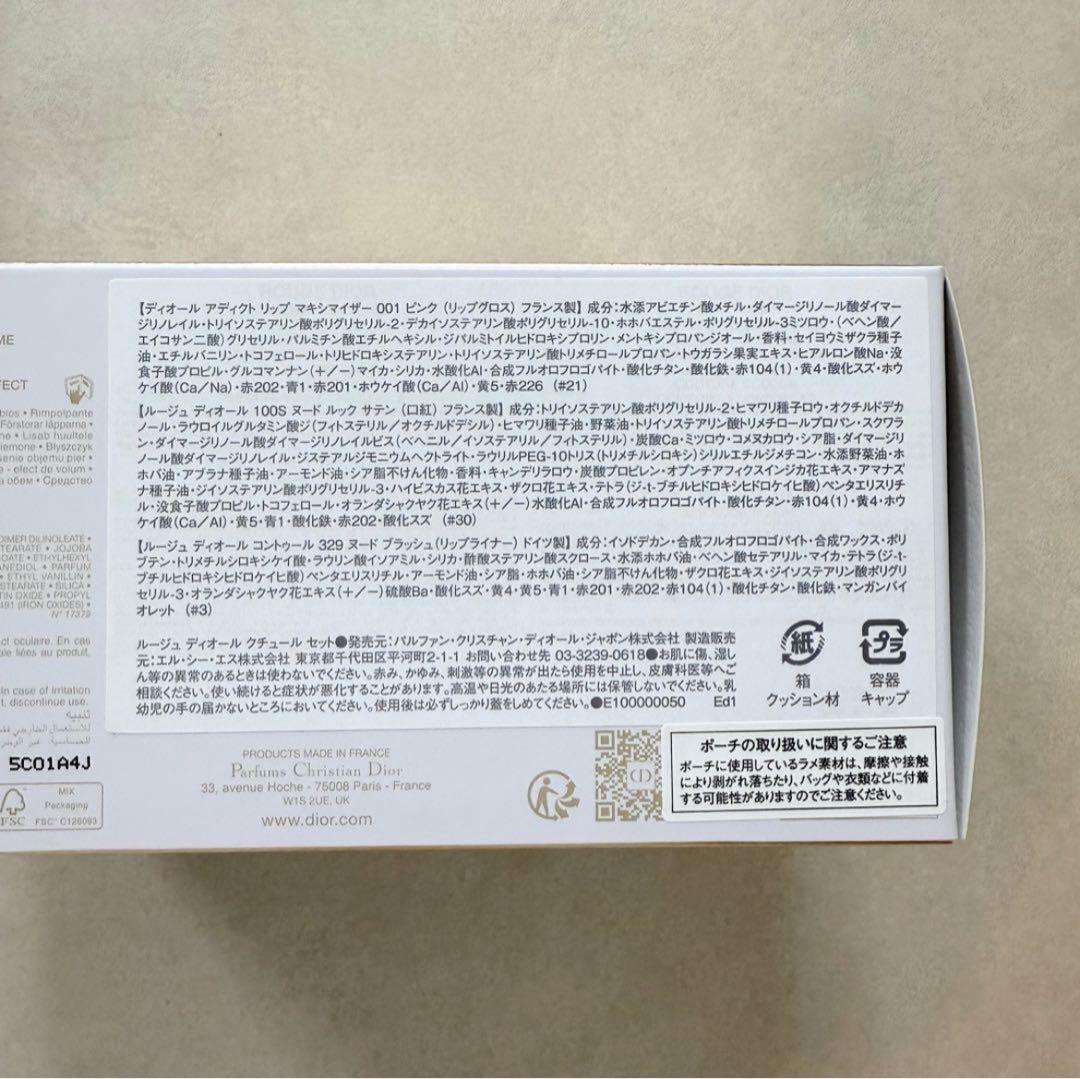 【ディオール アディクト リップ マキシマイザー 001 ピンク (リップグロス) フランス製】 成分：水添アビエチン酸メチル・ダイマージリノール酸ダイマー
ジリノレイル・トリイソステアリン酸ポリグリセリル-2・デカイソステアリン酸ポリグリセリル-10・ホホバエステル・ポリグリセリル-3ミツロウ・(ベヘン酸／
エイコサン二酸)グリセリル・パルミチン酸エチルヘキシル・ジパルミトイルヒドロキシプロリン・メントキシプロパンジオール・香料・セイヨウミザクラ種子
油・エチルバニリン・トコフェロール・トリヒドロキシステアリン・トリイソステアリン酸トリメチロールプロパン・トウガラシ果実エキス・ヒアルロン酸Na・没
食子酸プロピル・グルコマンナン (+／-) マイカ・シリカ・水酸化Al・合成フルオロフロゴパイト・酸化チタン・酸化鉄・赤104(1)・黄4・酸化スズ・ホウ
ケイ酸(Ca／Na)・赤202・青1・赤201・ホウケイ酸(Ca／Al)・黄5・赤226 (#21)
【ルージュ ディオール 100S ヌード ルック サテン (口紅) フランス製】 成分：トリイソステアリン酸ポリグリセリル-2・ヒマワリ種子ロウ・オクチルドデカ
ノール・ラウロイルグルタミン酸ジ(フィトステリル／オクチルドデシル)・ヒマワリ種子油・野菜油・トリイソステアリン酸トリメチロールプロパン・スクワラ
ン・ダイマージリノール酸ダイマージリノレイルビス(ベヘニル／イソステアリル／フィトステリル)・炭酸Ca・ミツロウ・コメヌカロウ・シア脂・ダイマージリ
ノール酸ダイマージリノレイル・ジステアルジモニウムヘクトライト・ラウリルPEG-10トリス(トリメチルシロキシ)シリルエチルジメチコン・水添野菜油・ホ
ホバ油・アブラナ種子油・アーモンド油・シア脂不けん化物・香料・キャンデリラロウ・炭酸プロピレン・オプンチアフィクスインジカ花エキス・アマナズ
ナ種子油・ジイソステアリン酸ポリグリセリル-3・ハイビスカス花エキス・ザクロ花エキス・テトラ(ジ-t-ブチルヒドロキシヒドロケイヒ酸)ペンタエリスリチ
ル・没食子酸プロピル・トコフェロール・オランダシャクヤク花エキス(+／-)水酸化Al・合成フルオロフロゴパイト・酸化チタン・赤104(1)・黄4・ホウ
ケイ酸(Ca／Al)・黄5・青1・酸化鉄・赤202・酸化スズ (#30)
【ルージュ ディオール コントゥール 329 ヌード ブラッシュ(リップライナー) ドイツ製】 成分：イソドデカン・合成フルオロフロゴパイト・合成ワックス・ポリ
ブテン・トリメチルシロキシケイ酸・ラウリン酸イソアミル・シリカ・酢酸ステアリン酸スクロース・水添ホホバ油・ベヘン酸セテアリル・マイカ・テトラ(ジ-t-
ブチルヒドロキシヒドロケイヒ酸)ペンタエリスリチル・アーモンド油・シア脂・ホホバ油・シア脂不けん化物・ザクロ花エキス・ジイソステアリン酸ポリグリ
セリル-3・オランダシャクヤク花エキス(+／-)硫酸Ba・酸化スズ・黄4・黄5・青1・赤201・赤202・赤104(1)・酸化チタン・酸化鉄・マンガンバイ
オレット (#3)
ルージュ ディオール クチュール セット●発売元：パルファン・クリスチャン・ディオール・ジャポン株式会社 製造販売
元：エル・シー・エス株式会社 東京都千代田区平河町2-1-1 お問い合わせ先 03-3239-0618●お肌に傷、湿し
ん等の異常のあるときは使わないでください。赤み、かゆみ、刺激等の異常が出たら使用を中止し、皮膚科医等へご
相談ください。使い続けると症状が悪化することがあります。高温や日光のあたる場所には保管しないでください。乳
幼児の手の届かないところにおいてください。使用後は必ずしっかり蓋をしめてください。●E100000050 Ed1
紙
箱
クッション材
プラ
容器
キャップ
ポーチの取り扱いに関するご注意
ポーチに使用しているラメ素材は、摩擦や接触
により剥がれ落ちたり、バッグや衣類などに付着
する可能性がありますのでご注意ください。
PRODUCTS MADE IN FRANCE
Parfums Christian Dior
33, avenue Hoche - 75008 Paris - France
W1S 2UE, UK
www.dior.com
bios • Rimpolpante
Förstorar läpparna •
• Lisab huultele
• Błyszczyk
objemu pier •
efect de volum •
объем • Средство
DIMER DILINOLEATE •
STEARATE • JOJOBA
• ETHYLHEXYL
• PARFUM
• ETHYL VANILLIN •
• SILICA •
TIN OXIDE • PROPYL
(IRON OXIDES) •
N° 17379
ct oculaire. En cas
liées au produit.
in case of irritation
discontinue use.
5C01A4J
FSC
MIX
Packaging
FSC™ C126093